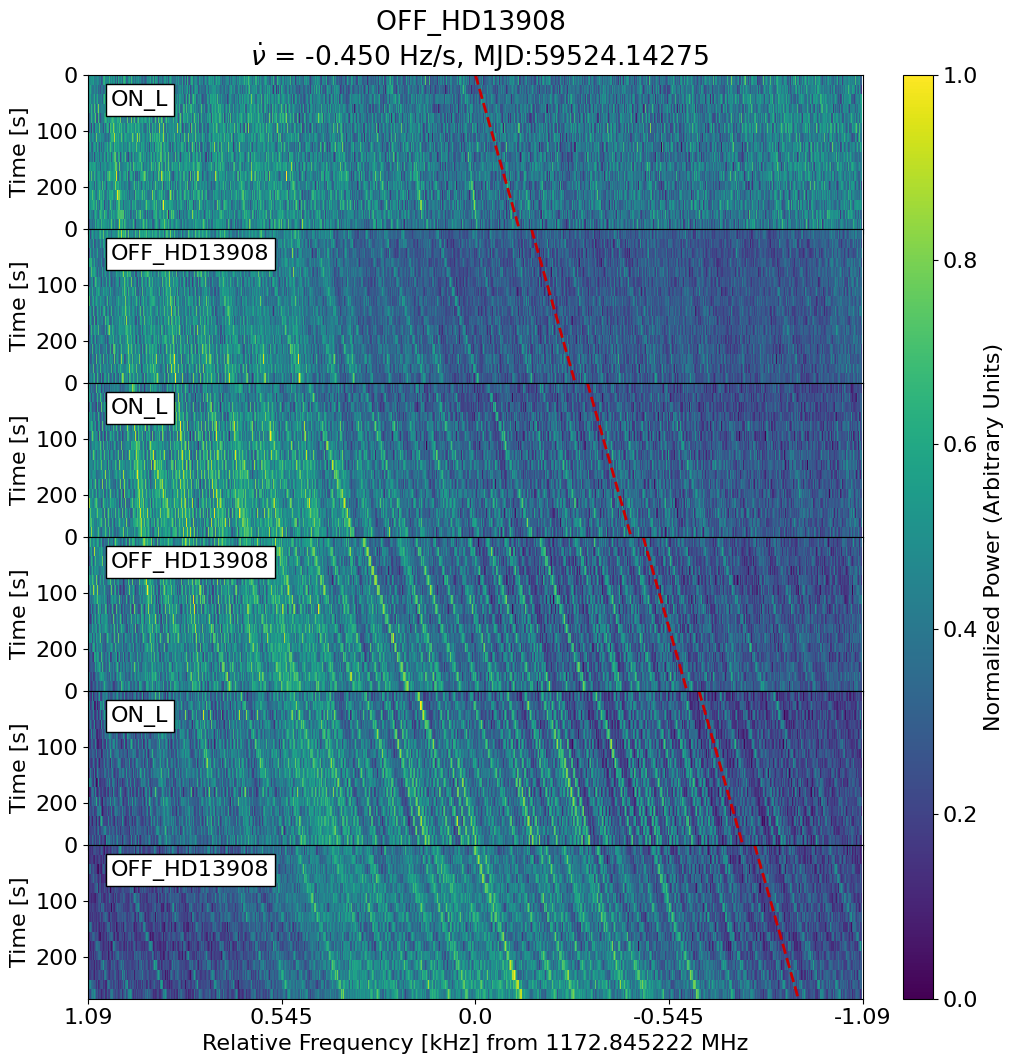 OFF_HD13908
ν̇ = -0.450 Hz/s, MJD:59524.14275
0
100
200
Time [s]
ON_L
0
100
200
Time [s]
OFF_HD13908
0
100
200
Time [s]
ON_L
0
100
200
Time [s]
OFF_HD13908
0
100
200
Time [s]
ON_L
0
100
200
Time [s]
OFF_HD13908
1.09 0.545 0.0 -0.545 -1.09
Relative Frequency [kHz] from 1172.845222 MHz
1.0
0.8
0.6
0.4
0.2
0.0
Normalized Power (Arbitrary Units)